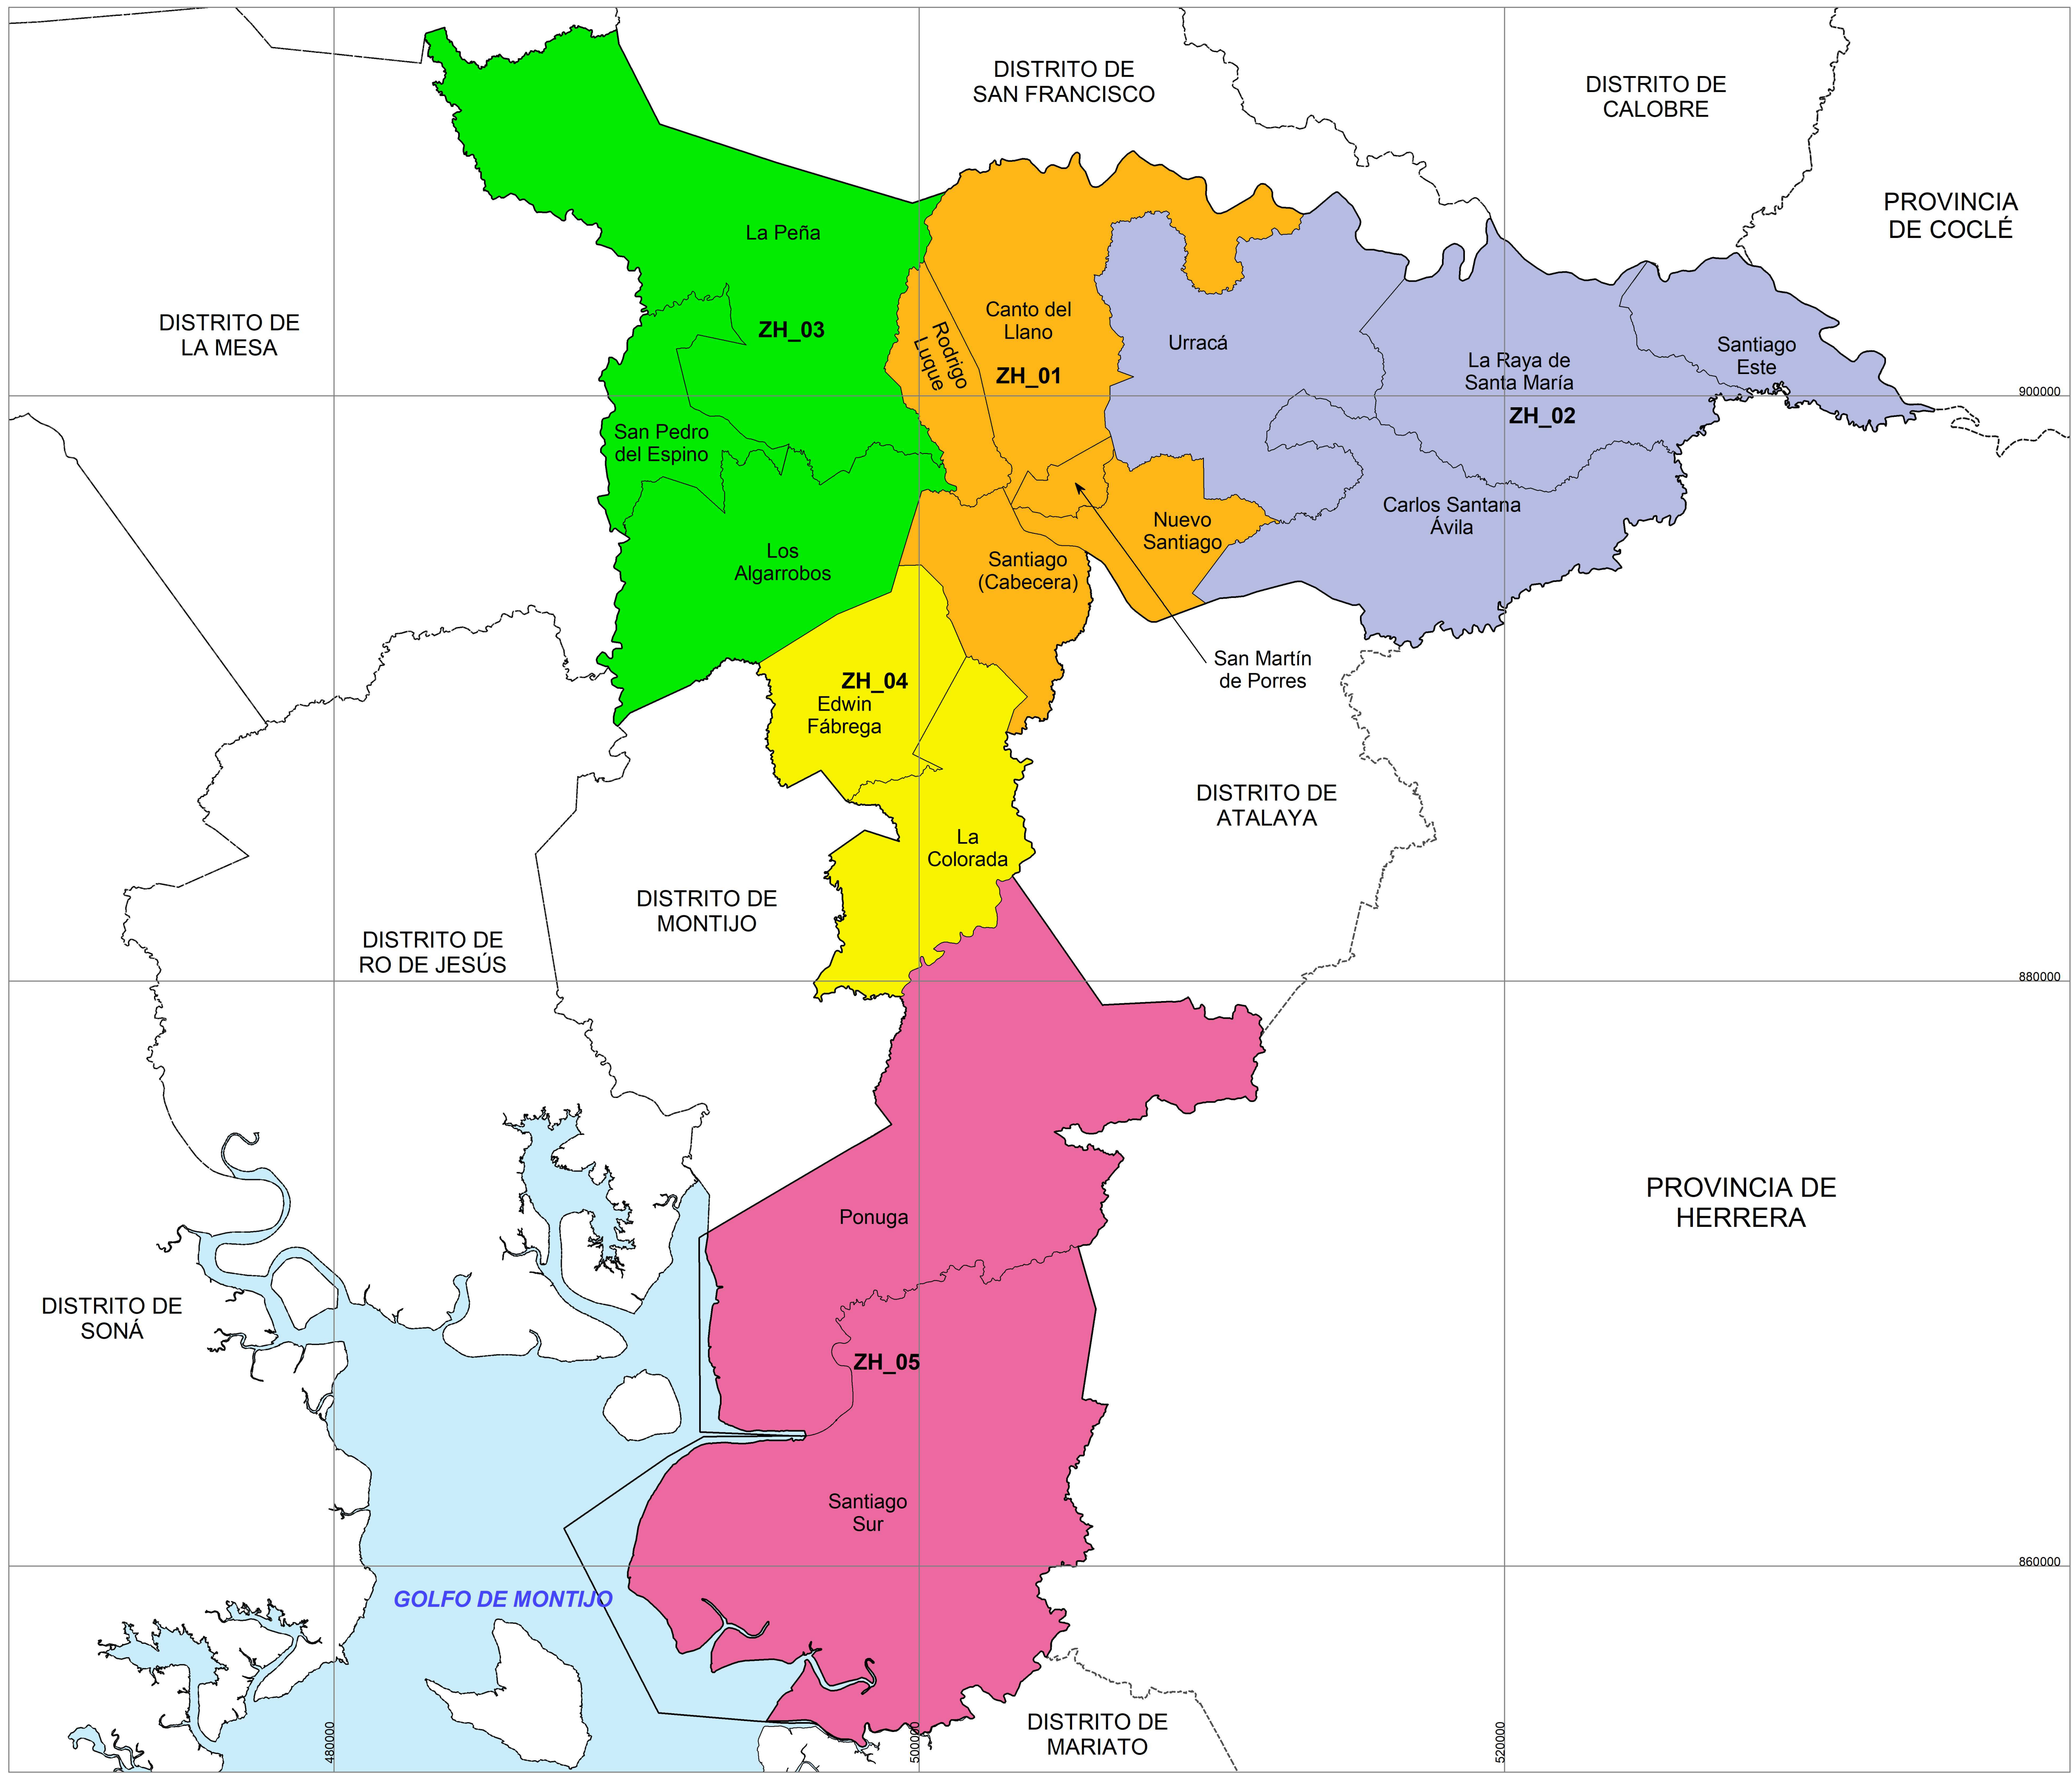 DISTRITO DE
SAN FRANCISCO
DISTRITO DE
CALOBRE
PROVINCIA
DE COCLÉ
La Peña
DISTRITO DE
LA MESA
ZH_03
Canto del
Llano
Rodrigo
Luque
ZH_01
Urracá
La Raya de
Santa María
ZH_02
Santiago
Este
900000
San Pedro
del Espino
Los
Algarrobos
Nuevo
Santiago
Carlos Santana
Ávila
Santiago
(Cabecera)
San Martín
de Porres
ZH_04
Edwin
Fábrega
DISTRITO DE
ATALAYA
La
Colorada
DISTRITO DE
MONTIJO
DISTRITO DE
RO DE JESÚS
880000
PROVINCIA DE
HERRERA
Ponuga
DISTRITO DE
SONÁ
ZH_05
Santiago
Sur
860000
GOLFO DE MONTIJO
DISTRITO DE
MARIATO
480000
500000
520000